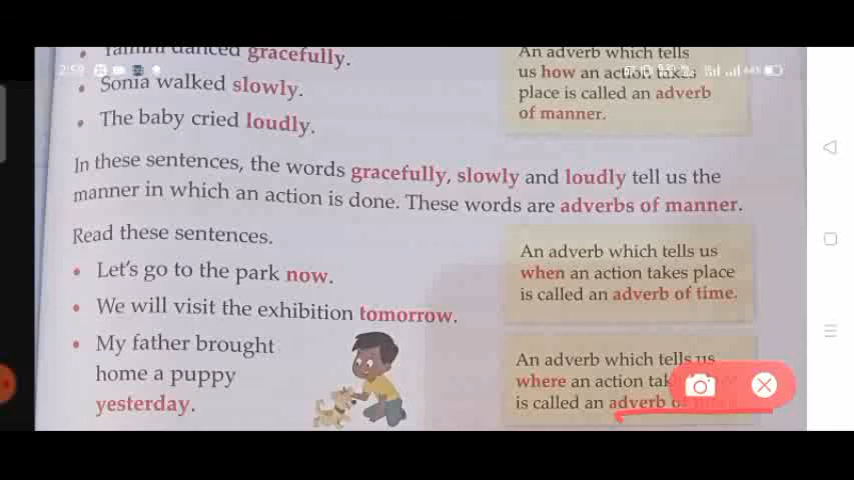 Yamini danced gracefully.
Sonia walked slowly.
The baby cried loudly.
An adverb which tells
us how an action takes
place is called an adverb
of manner.
In these sentences, the words gracefully, slowly and loudly tell us the
manner in which an action is done. These words are adverbs of manner.
Read these sentences.
Let's go to the park now.
We will visit the exhibition tomorrow.
My father brought
home a puppy
yesterday.
An adverb which tells us
when an action takes place
is called an adverb of time.
An adverb which tells us
where an action
is called an adverb
2:59